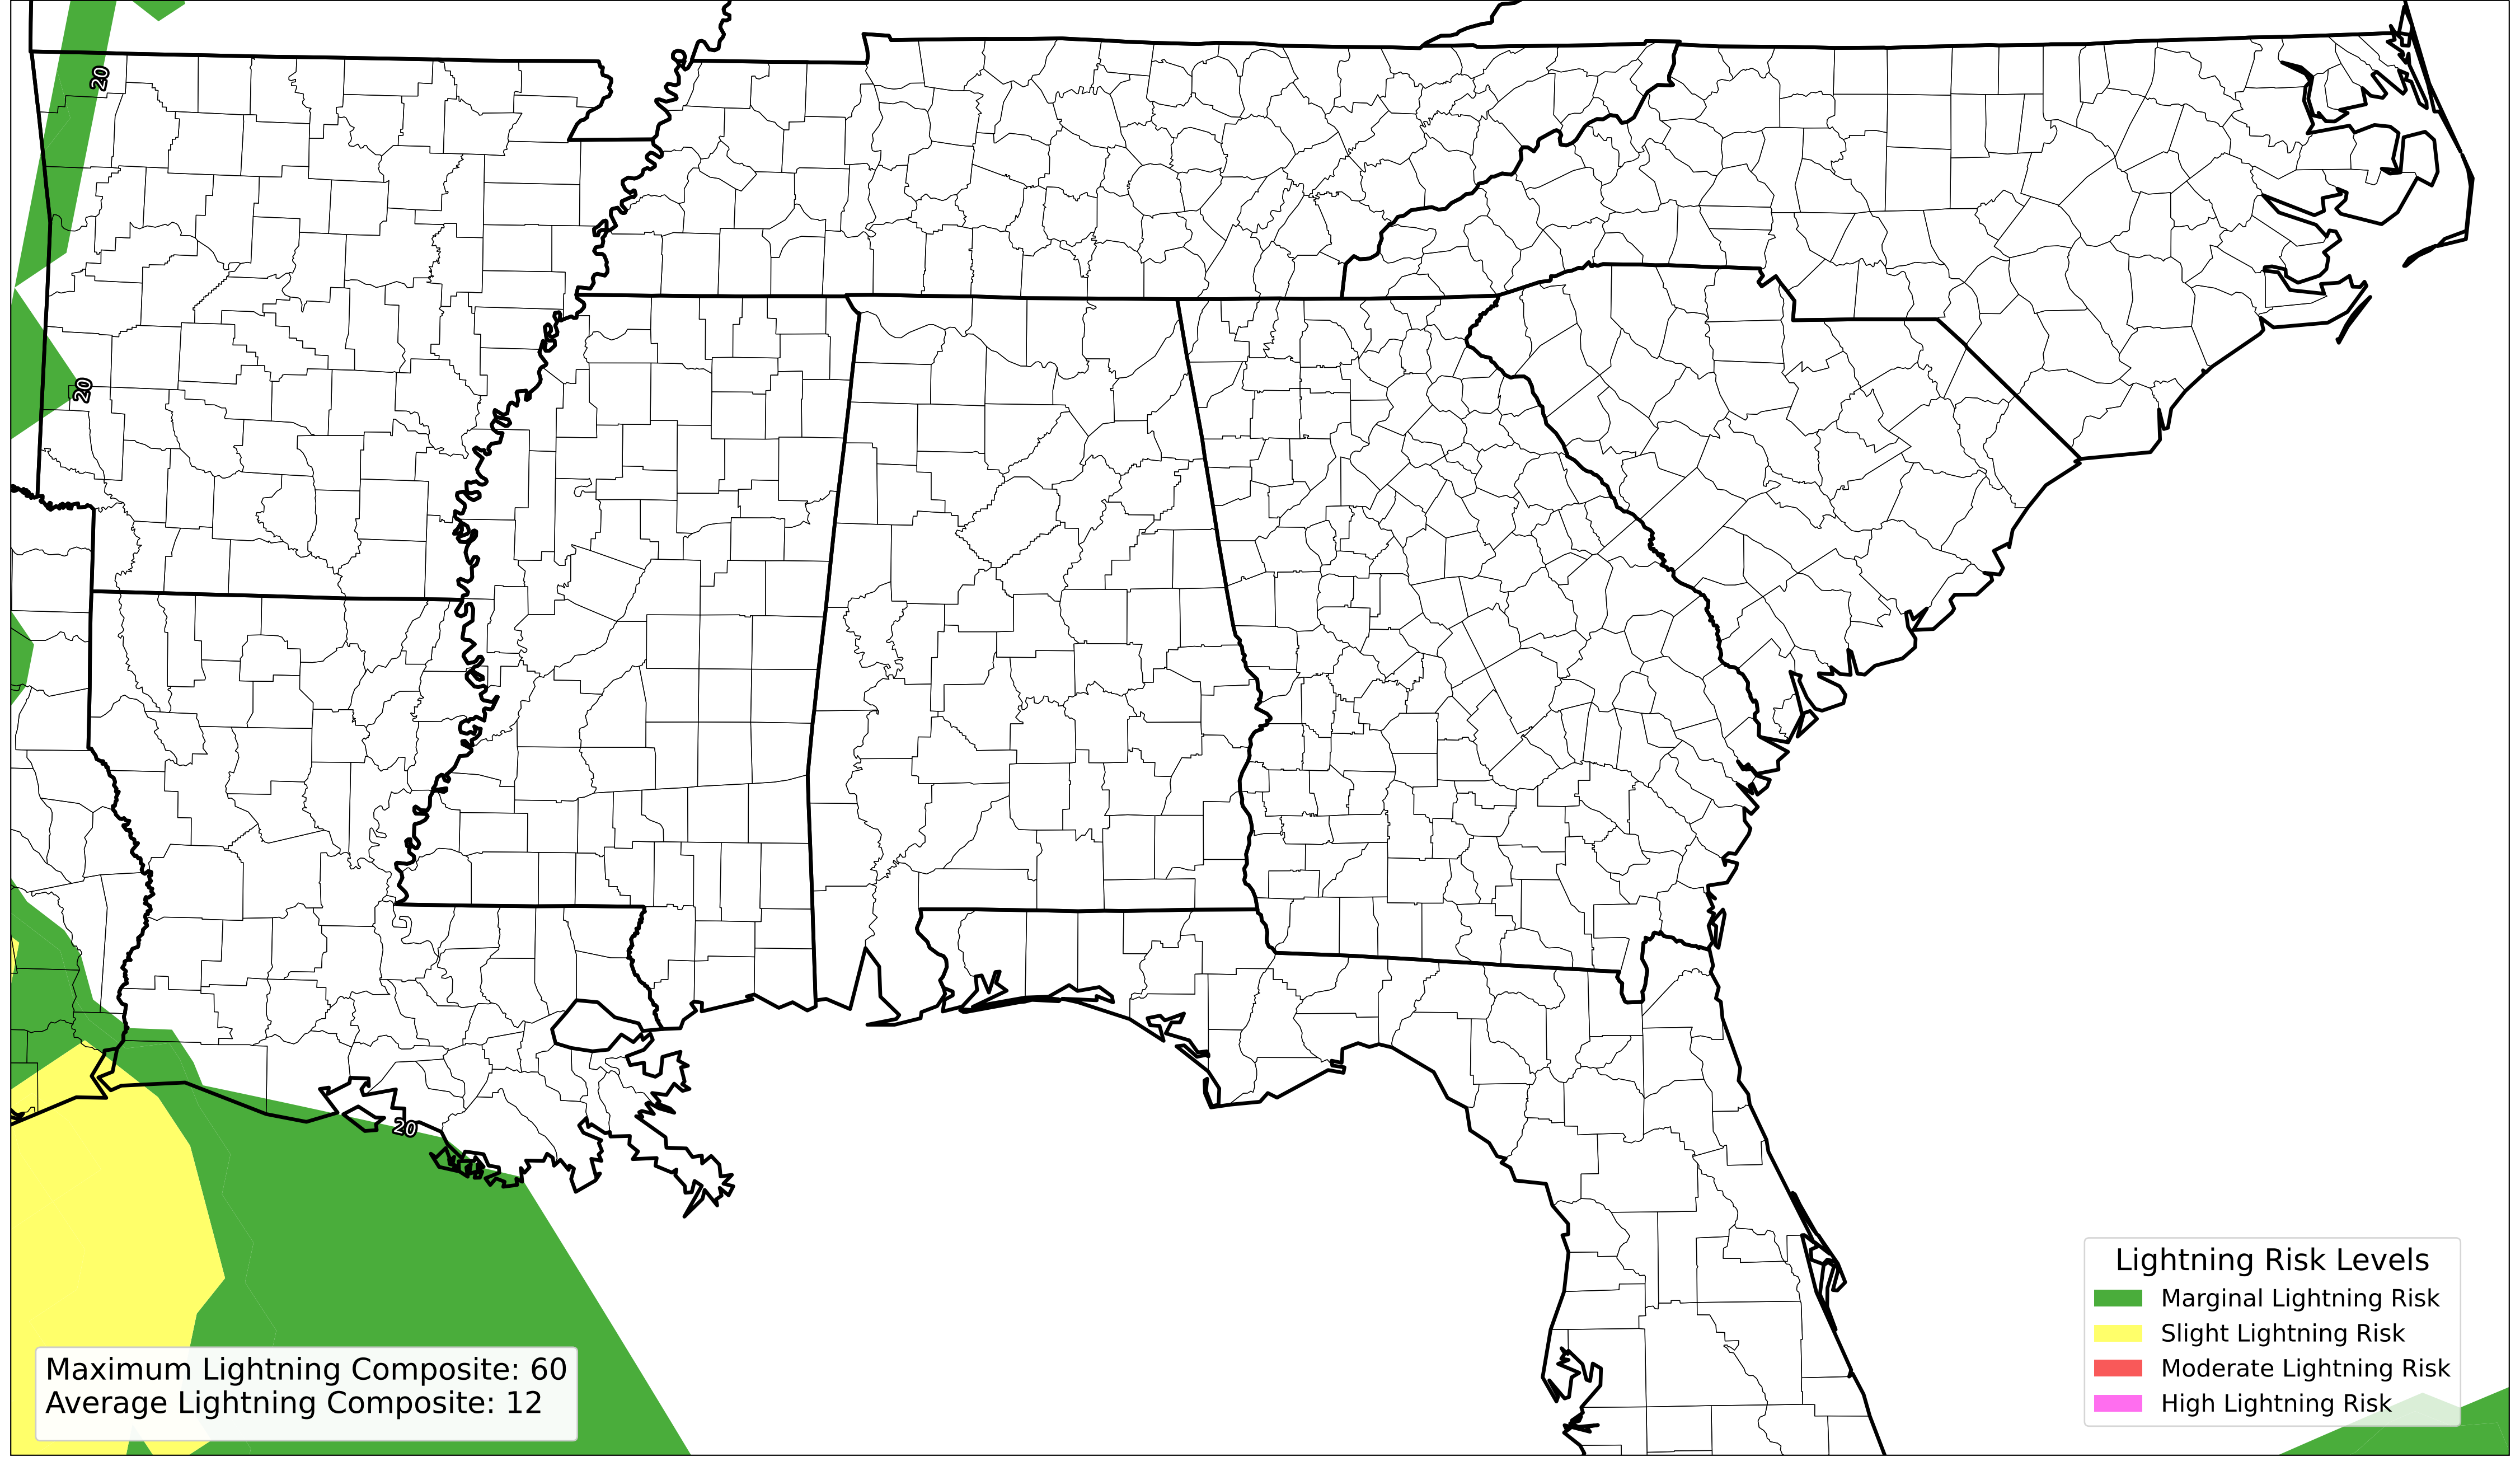 20
20
20
Maximum Lightning Composite: 60
Average Lightning Composite: 12
Lightning Risk Levels
Marginal Lightning Risk
Slight Lightning Risk
Moderate Lightning Risk
High Lightning Risk